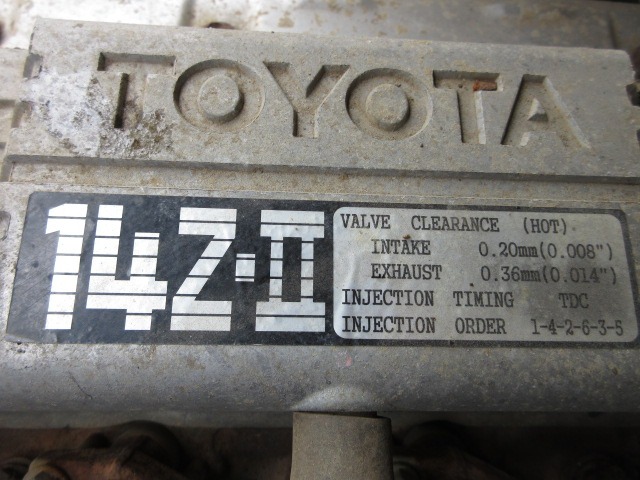 TOYOTA
14Z-II
VALVE CLEARANCE (HOT)
INTAKE 0.20mm(0.008")
EXHAUST 0.36mm(0.014")
INJECTION TIMING TDC
INJECTION ORDER 1-4-2-6-3-5